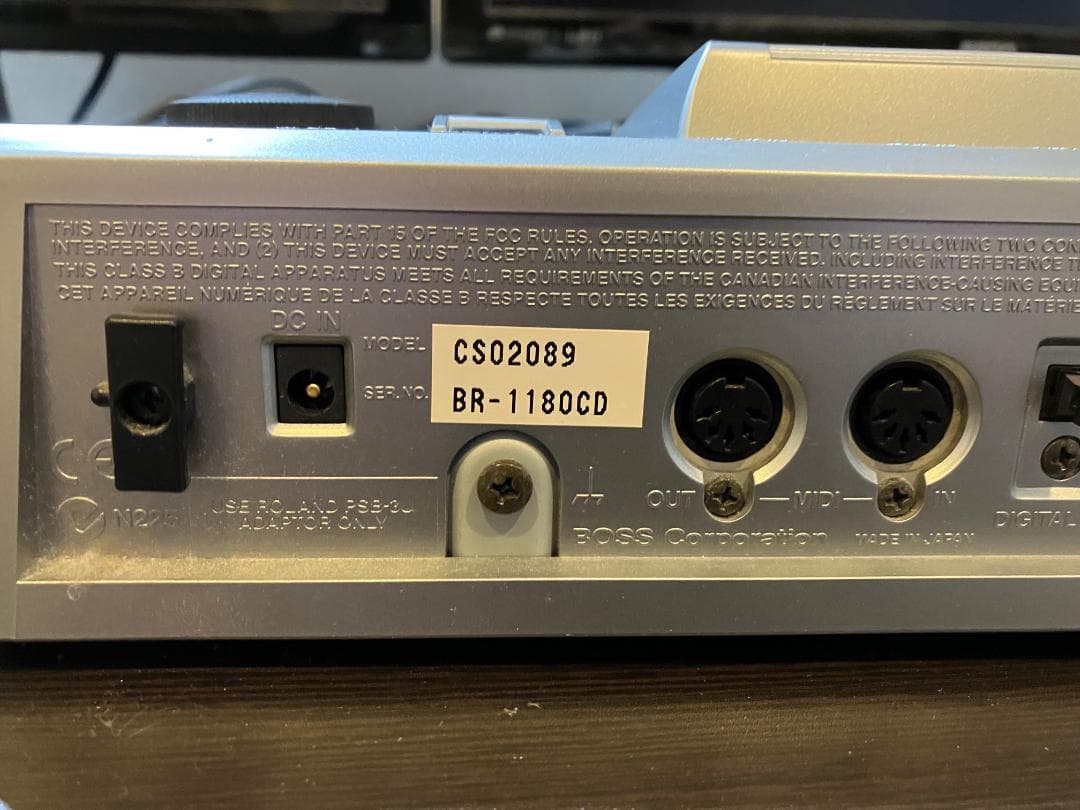 THIS DEVICE COMPLIES WITH PART 15 OF THE FCC RULES. OPERATION IS SUBJECT TO THE FOLLOWING TWO CON
INTERFERENCE, AND (2) THIS DEVICE MUST ACCEPT ANY INTERFERENCE RECEIVED, INCLUDING INTERFERENCE T
THIS CLASS B DIGITAL APPARATUS MEETS ALL REQUIREMENTS OF THE CANADIAN INTERFERENCE-CAUSING EQUI
CET APPAREIL NUMÉRIQUE DE LA CLASSE B RESPECTE TOUTES LES EXIGENCES DU RÈGLEMENT SUR LE MATÉRIE
DC IN
MODEL CS02089
SER.NO. BR-1180CD
CE
USE ROLAND PSB-3U
ADAPTOR ONLY
OUT MIDI IN
BOSS Corporation
MADE IN JAPAN
DIGITAL